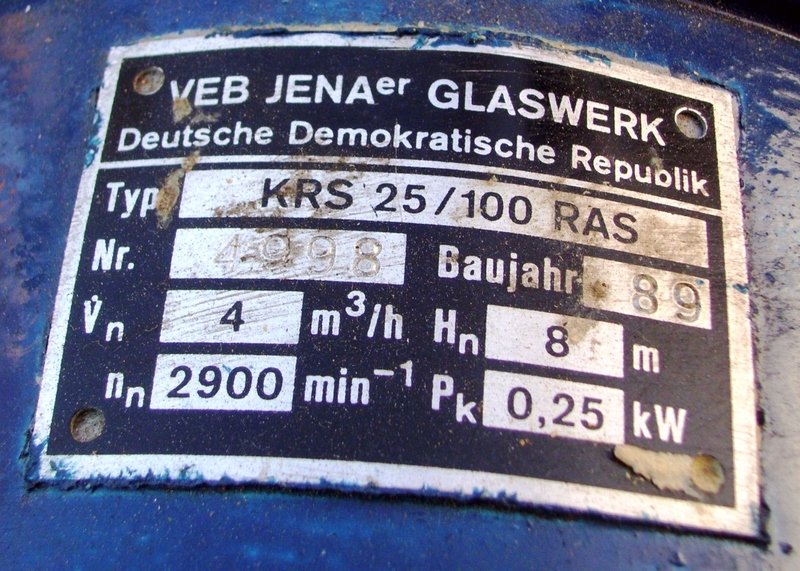 VEB JENAer GLASWERK
Deutsche Demokratische Republik
Typ KRS 25/100 RAS
Nr. 4998 Baujahr 89
V̇n 4 m³/h Hn 8 m
nn 2900 min⁻¹ Pk 0,25 kW